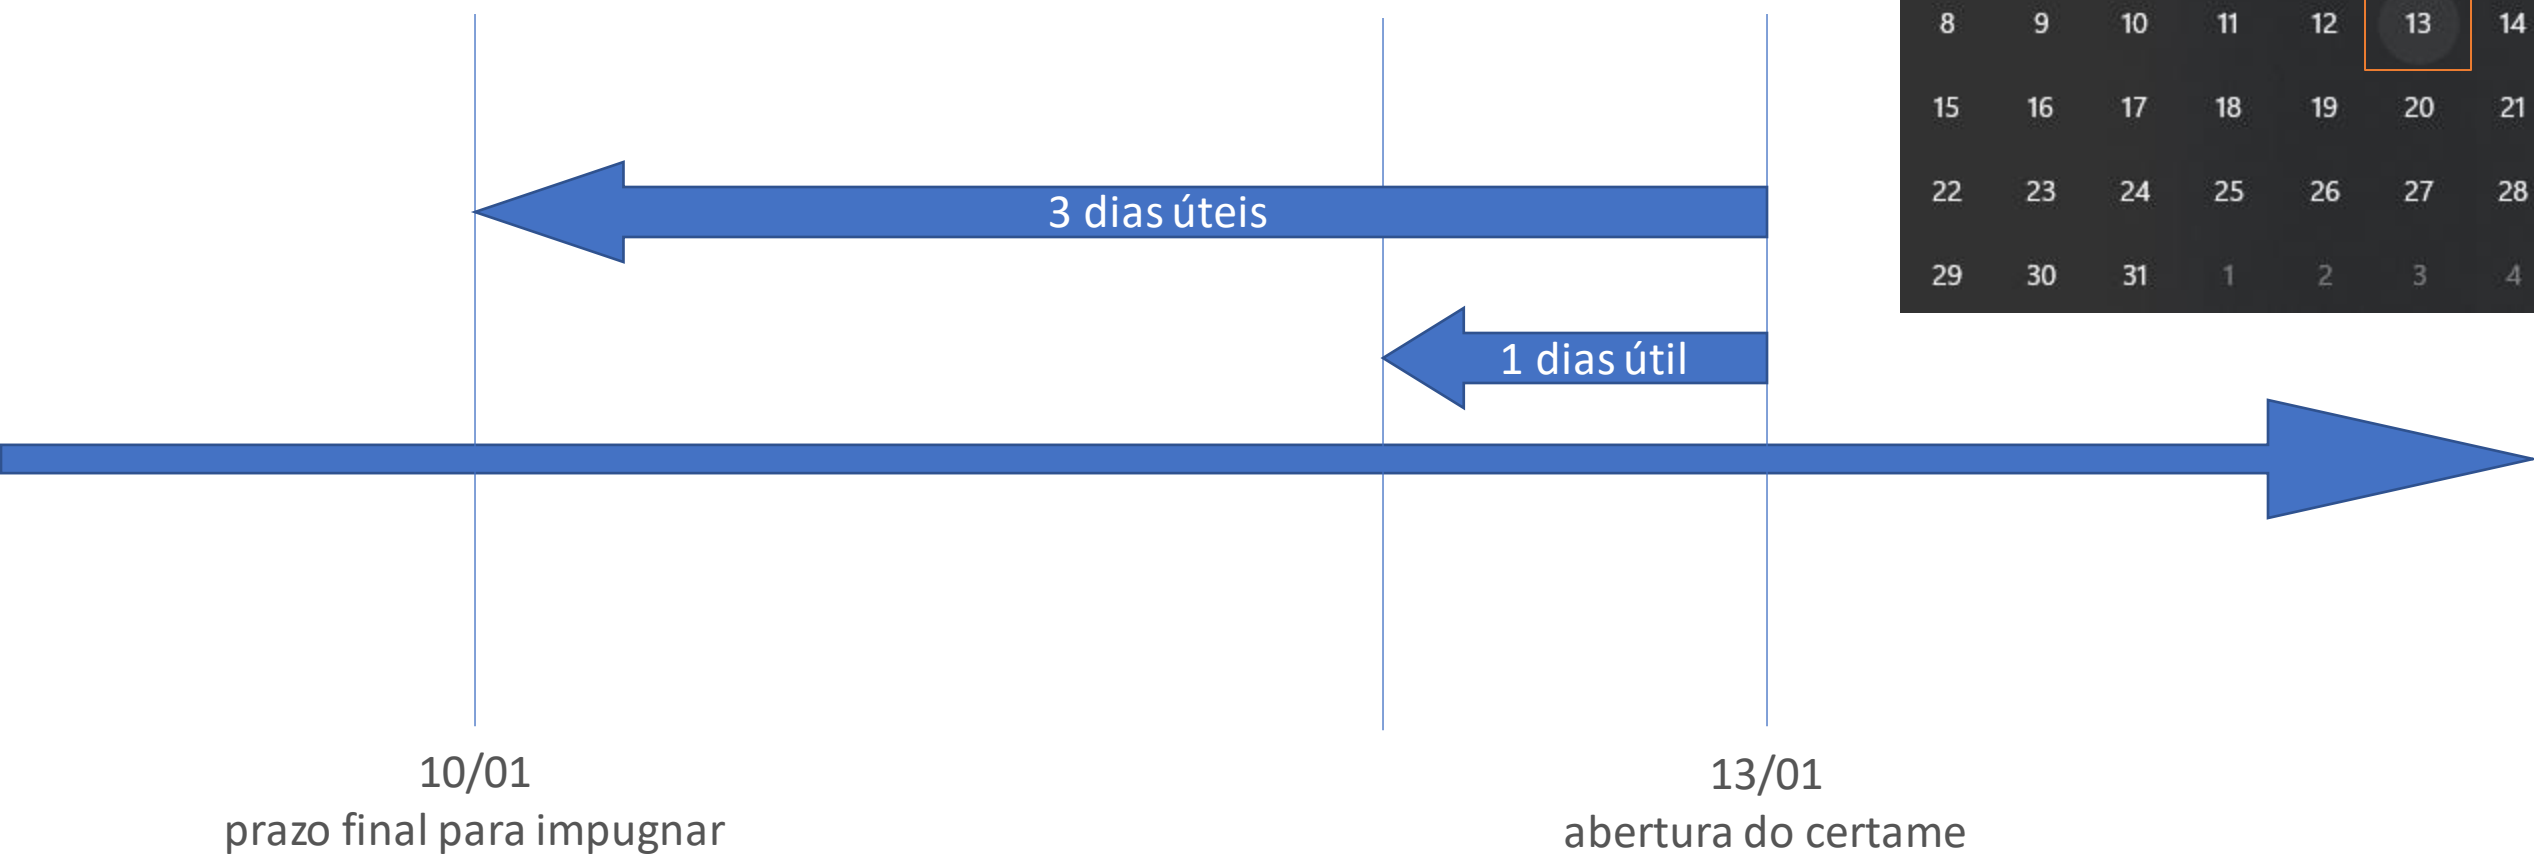 8 9 10 11 12 13 14
15 16 17 18 19 20 21
22 23 24 25 26 27 28
29 30 31 1 2 3 4
3 dias úteis
1 dias útil
10/01
prazo final para impugnar
13/01
abertura do certame